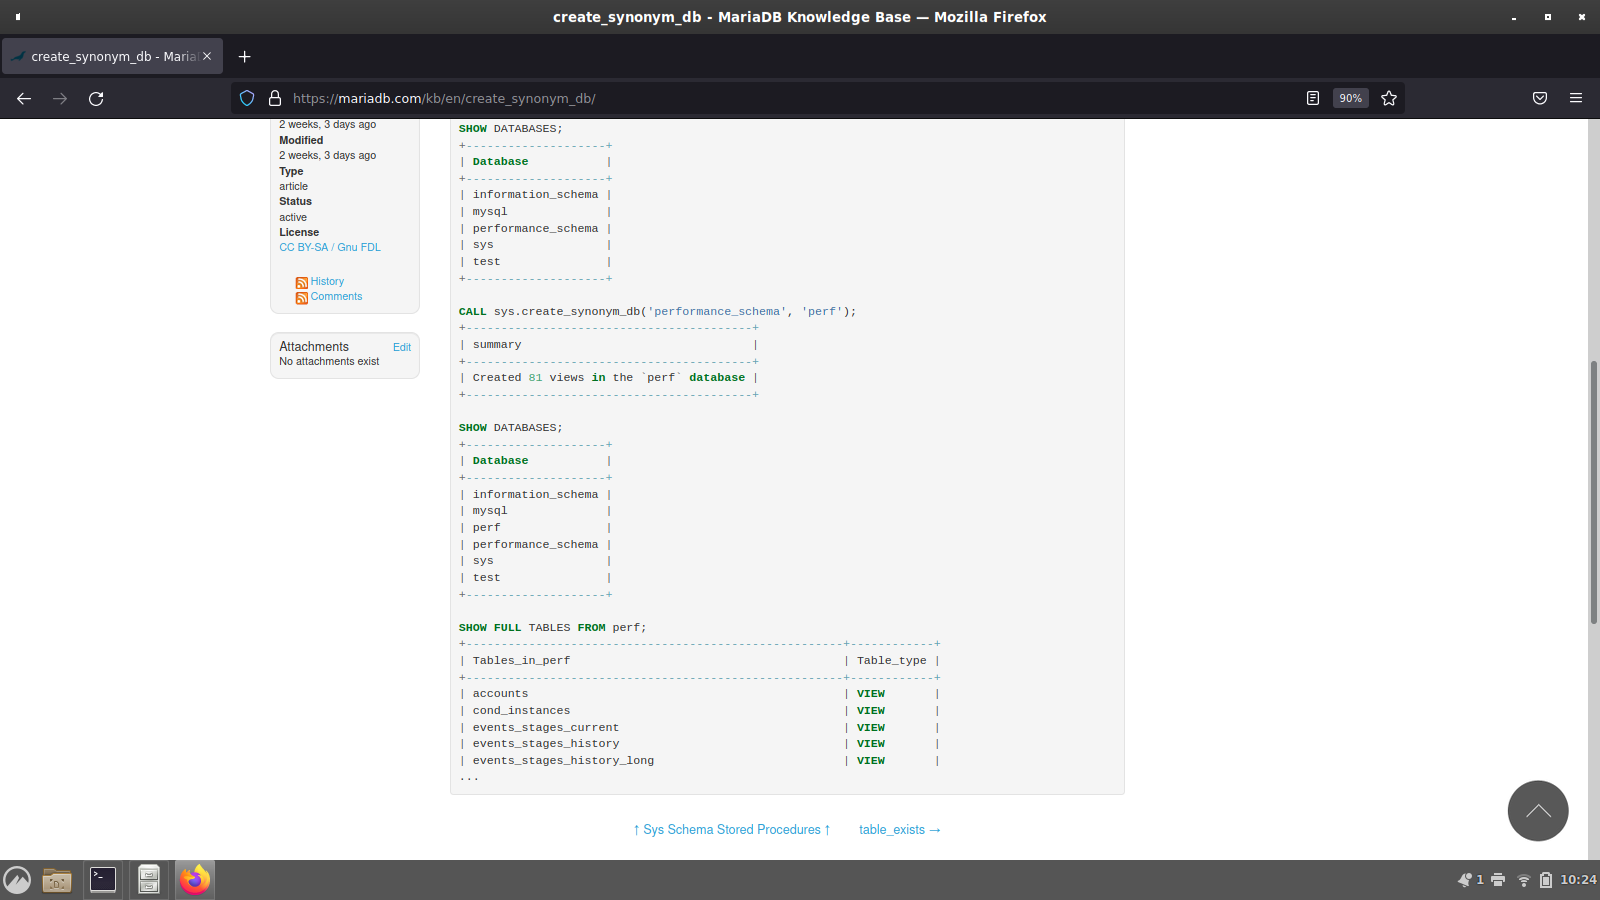 create_synonym_db - MariaDB Knowledge Base — Mozilla Firefox
create_synonym_db - Maria
https://mariadb.com/kb/en/create_synonym_db/
90%
2 weeks, 3 days ago
Modified
2 weeks, 3 days ago
Type
article
Status
active
License
CC BY-SA / Gnu FDL
History
Comments
Attachments Edit
No attachments exist
SHOW DATABASES;
+--------------------+
| Database           |
+--------------------+
| information_schema |
| mysql              |
| performance_schema |
| sys                |
| test               |
+--------------------+
CALL sys.create_synonym_db('performance_schema', 'perf');
+-----------------------------------------+
| summary                                 |
+-----------------------------------------+
| Created 81 views in the `perf` database |
+-----------------------------------------+
SHOW DATABASES;
+--------------------+
| Database           |
+--------------------+
| information_schema |
| mysql              |
| perf               |
| performance_schema |
| sys                |
| test               |
+--------------------+
SHOW FULL TABLES FROM perf;
+------------------------------------------------------+------------+
| Tables_in_perf                                       | Table_type |
+------------------------------------------------------+------------+
| accounts                                             | VIEW       |
| cond_instances                                       | VIEW       |
| events_stages_current                                | VIEW       |
| events_stages_history                                | VIEW       |
| events_stages_history_long                           | VIEW       |
...
↑ Sys Schema Stored Procedures ↑ table_exists →
1 10:24